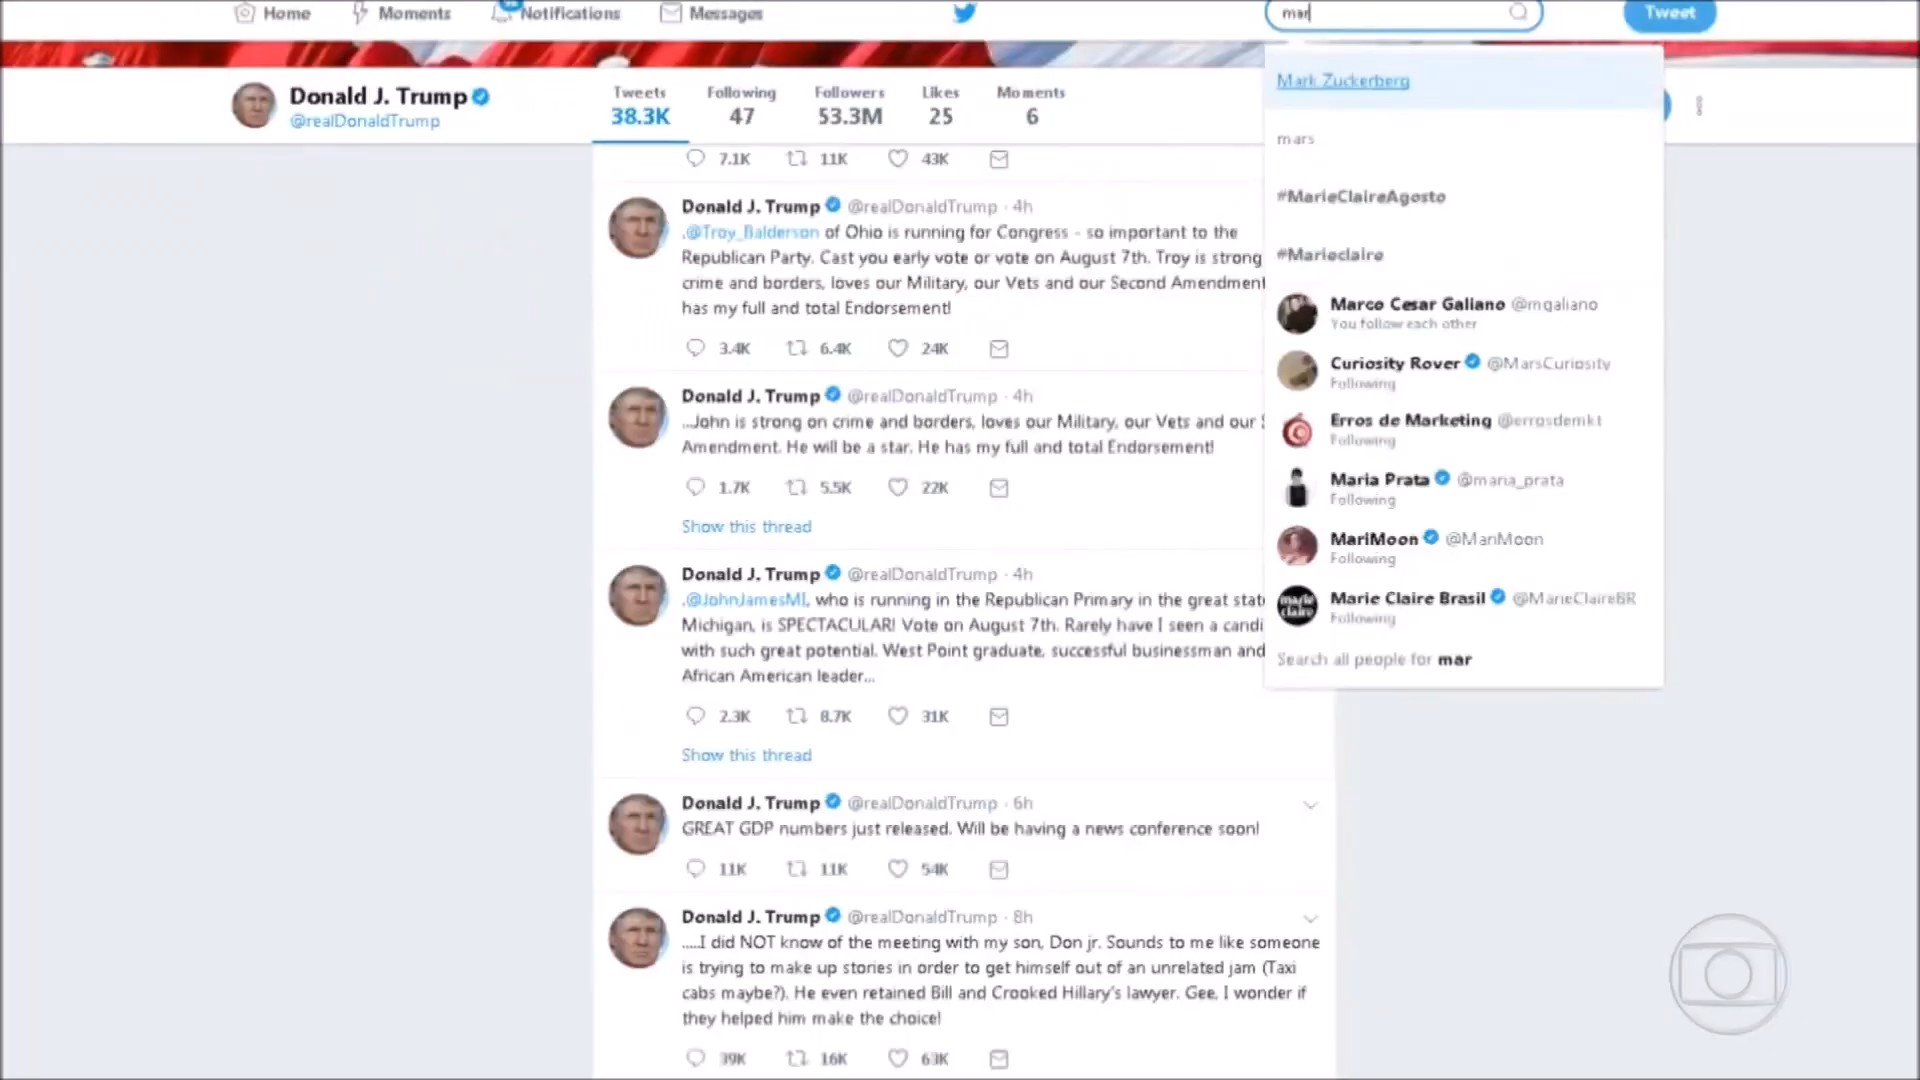 Home Moments Notifications Messages mar Tweet
Donald J. Trump
@realDonaldTrump
Tweets Following Followers Likes Moments
38.3K 47 53.3M 25 6
7.1K 11K 43K
Donald J. Trump @realDonaldTrump · 4h
.@Troy_Balderson of Ohio is running for Congress - so important to the
Republican Party. Cast you early vote or vote on August 7th. Troy is strong
crime and borders, loves our Military, our Vets and our Second Amendment
has my full and total Endorsement!
3.4K 6.4K 24K
Donald J. Trump @realDonaldTrump · 4h
...John is strong on crime and borders, loves our Military, our Vets and our
Amendment. He will be a star. He has my full and total Endorsement!
1.7K 5.5K 22K
Show this thread
Donald J. Trump @realDonaldTrump · 4h
.@JohnJamesMI, who is running in the Republican Primary in the great stat
Michigan, is SPECTACULAR! Vote on August 7th. Rarely have I seen a candi
with such great potential. West Point graduate, successful businessman and
African American leader...
2.3K 8.7K 31K
Show this thread
Donald J. Trump @realDonaldTrump · 6h
GREAT GDP numbers just released. Will be having a news conference soon!
11K 11K 54K
Donald J. Trump @realDonaldTrump · 8h
.....I did NOT know of the meeting with my son, Don jr. Sounds to me like someone
is trying to make up stories in order to get himself out of an unrelated jam (Taxi
cabs maybe?). He even retained Bill and Crooked Hillary's lawyer. Gee, I wonder if
they helped him make the choice!
39K 16K 63K
Mark Zuckerberg
mars
#MarieClaireAgosto
#Marieclaire
Marco Cesar Galiano @mgaliano
You follow each other
Curiosity Rover @MarsCuriosity
Following
Erros de Marketing @errosdemkt
Following
Maria Prata @maria_prata
Following
MariMoon @MariMoon
Following
marie claire
Marie Claire Brasil @MarieClaireBR
Following
Search all people for mar